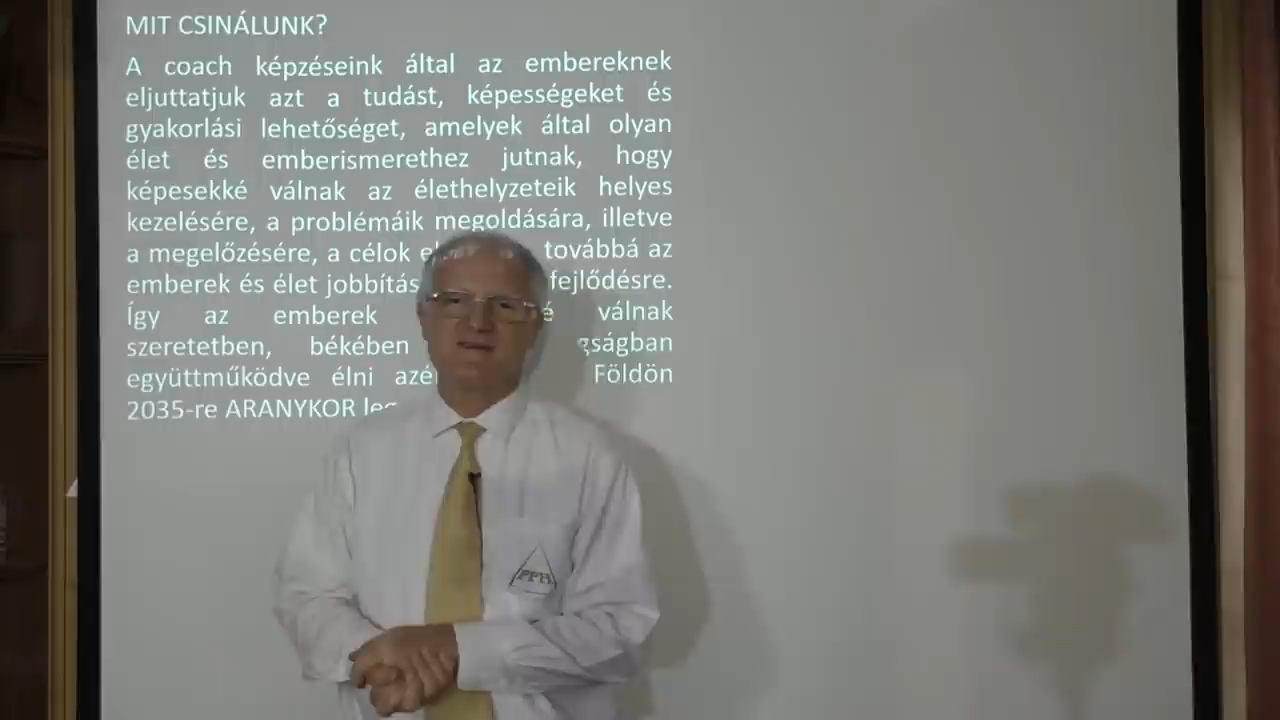 MIT CSINÁLUNK?
A coach képzéseink által az embereknek
eljuttatjuk azt a tudást, képességeket és
gyakorlási lehetőséget, amelyek által olyan
élet és emberismerethez jutnak, hogy
képesekké válnak az élethelyzeteik helyes
kezelésére, a problémáik megoldására, illetve
a megelőzésére, a célok továbbá az
emberek és élet jobbítás fejlődésre.
Így az emberek válnak
szeretetben, békében
együttműködve élni Földön
2035-re ARANYKOR